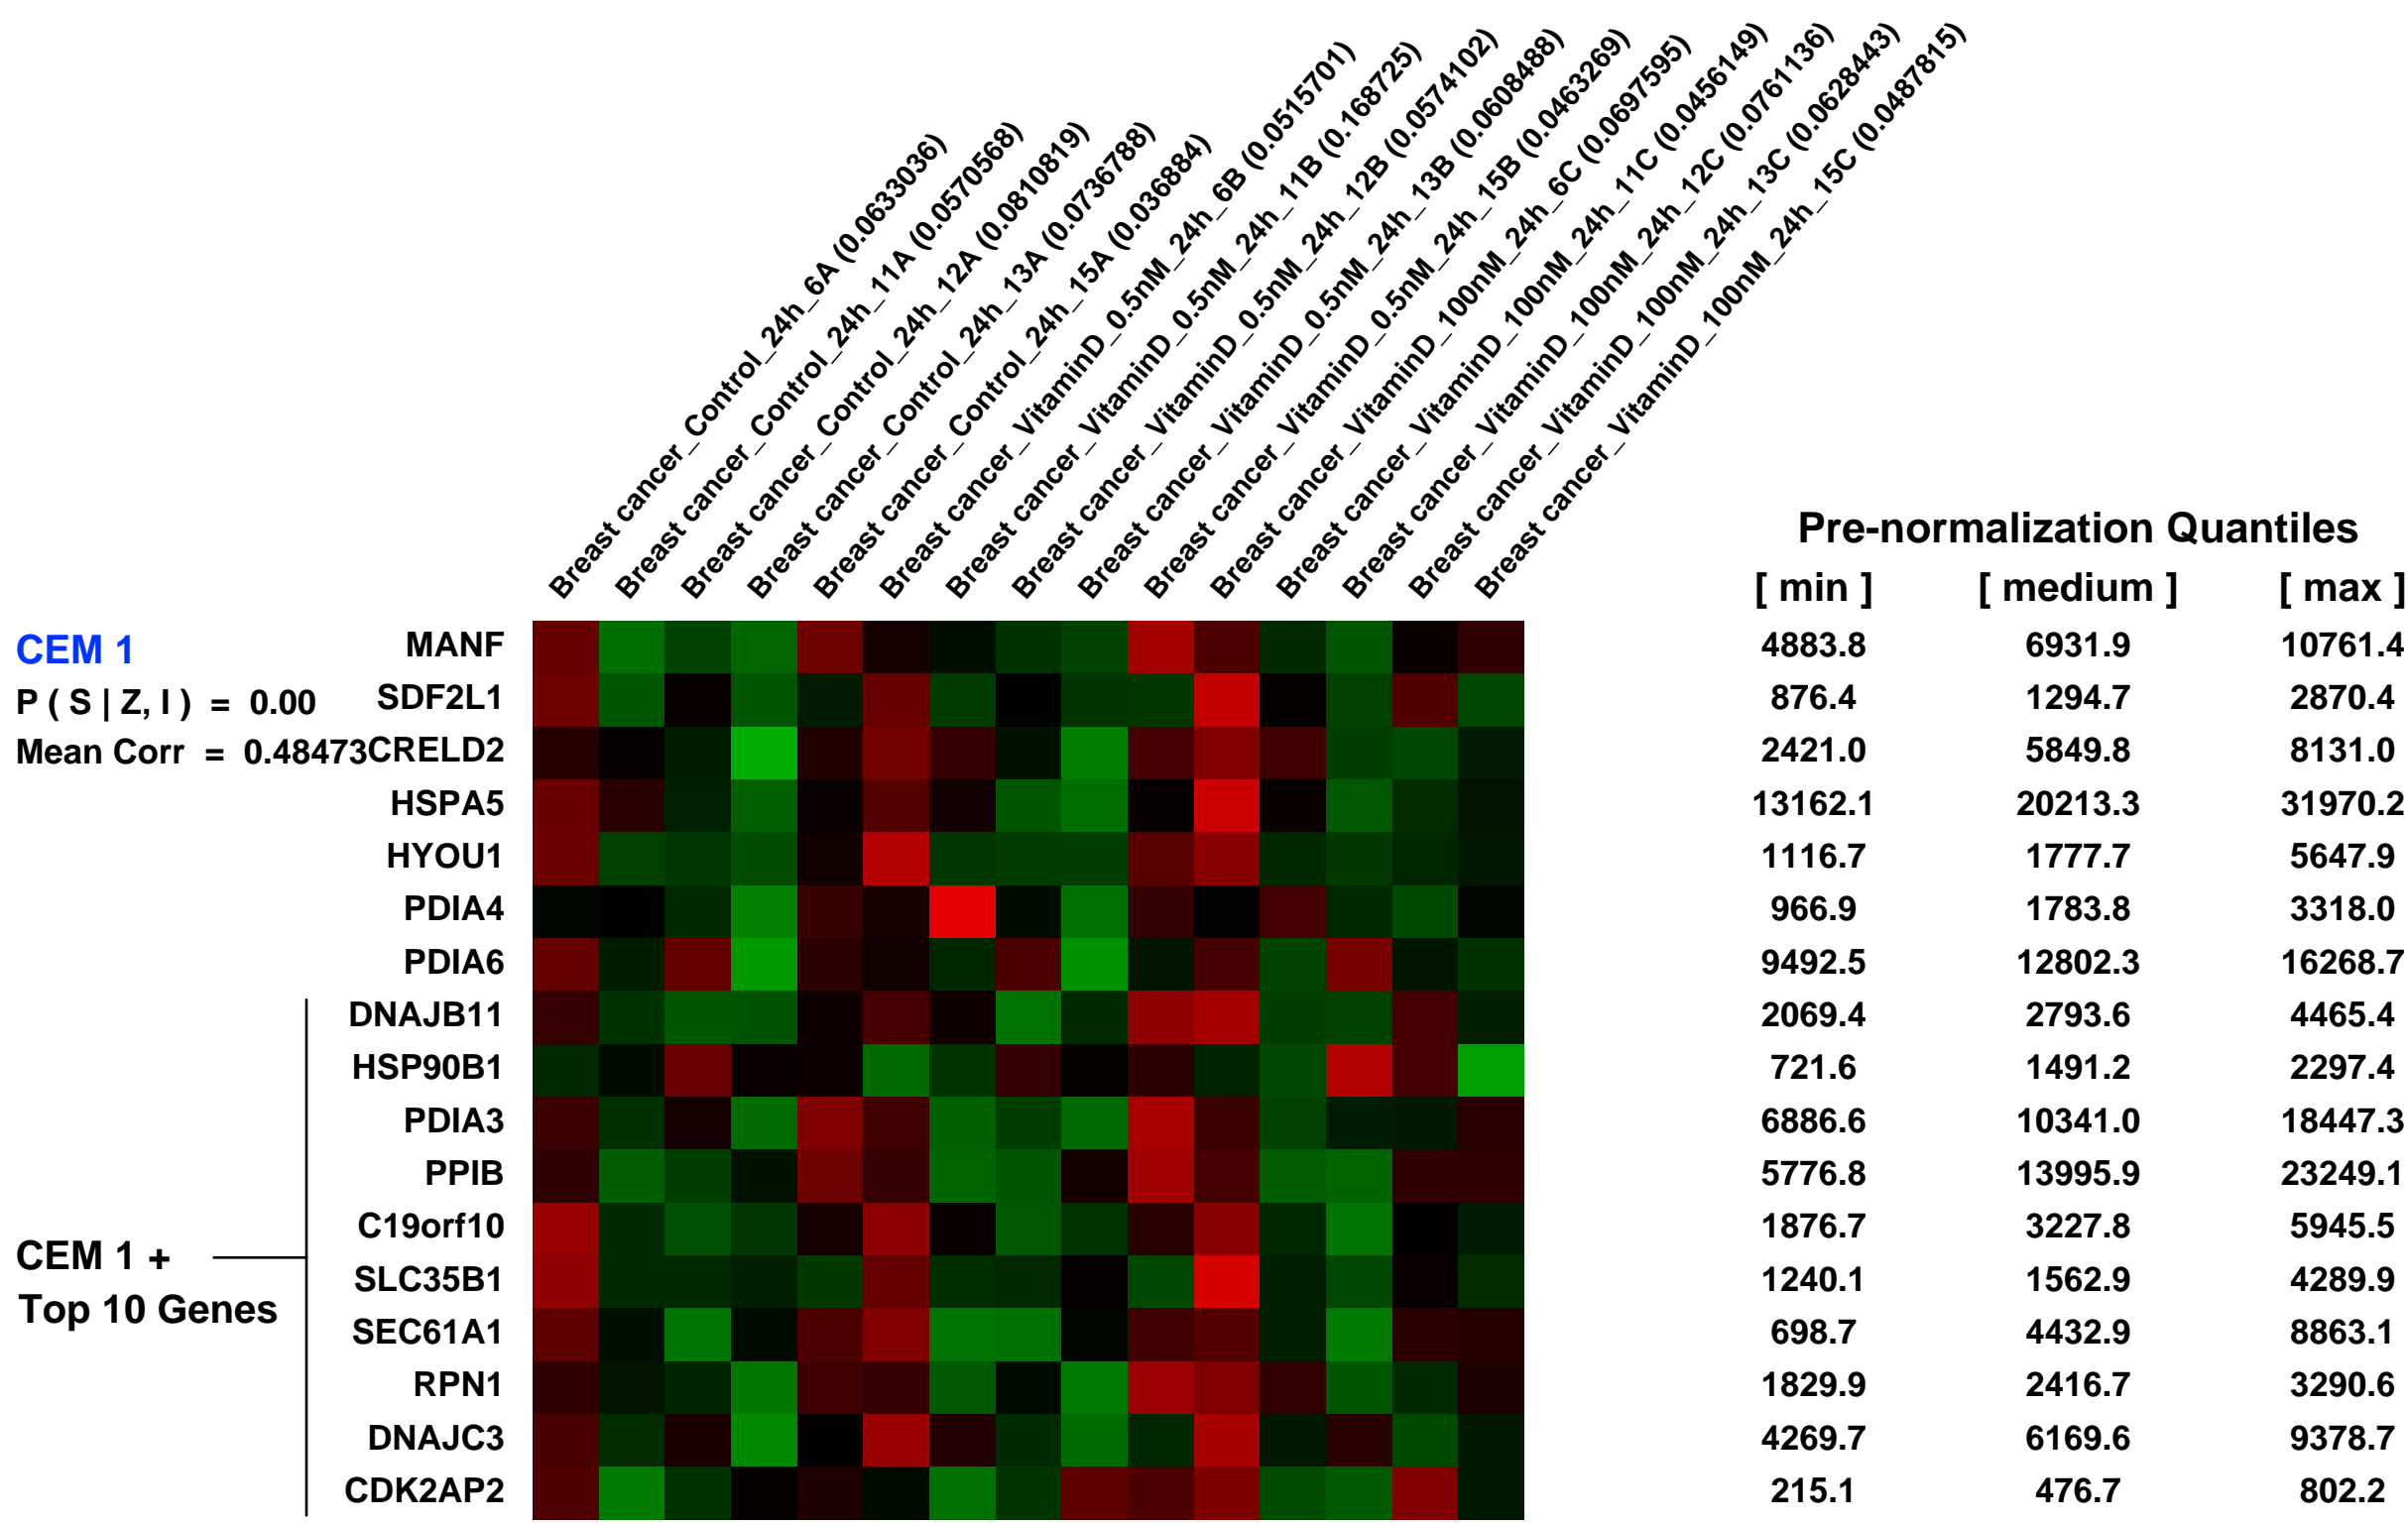 Breast cancer_Control_24h_6A (0.0633036)
Breast cancer_Control_24h_11A (0.0570568)
Breast cancer_Control_24h_12A (0.0810819)
Breast cancer_Control_24h_13A (0.0736788)
Breast cancer_Control_24h_15A (0.036884)
Breast cancer_VitaminD_0.5nM_24h_6B (0.0515701)
Breast cancer_VitaminD_0.5nM_24h_11B (0.168725)
Breast cancer_VitaminD_0.5nM_24h_12B (0.0574102)
Breast cancer_VitaminD_0.5nM_24h_13B (0.0608488)
Breast cancer_VitaminD_0.5nM_24h_15B (0.0463269)
Breast cancer_VitaminD_100nM_24h_6C (0.0697595)
Breast cancer_VitaminD_100nM_24h_11C (0.0456149)
Breast cancer_VitaminD_100nM_24h_12C (0.0761136)
Breast cancer_VitaminD_100nM_24h_13C (0.0628443)
Breast cancer_VitaminD_100nM_24h_15C (0.0487815)
Pre-normalization Quantiles
[ min ] [ medium ] [ max ]
CEM 1
P ( S | Z, I ) = 0.00
Mean Corr = 0.48473
MANF 4883.8 6931.9 10761.4
SDF2L1 876.4 1294.7 2870.4
CRELD2 2421.0 5849.8 8131.0
HSPA5 13162.1 20213.3 31970.2
HYOU1 1116.7 1777.7 5647.9
PDIA4 966.9 1783.8 3318.0
PDIA6 9492.5 12802.3 16268.7
DNAJB11 2069.4 2793.6 4465.4
HSP90B1 721.6 1491.2 2297.4
PDIA3 6886.6 10341.0 18447.3
PPIB 5776.8 13995.9 23249.1
C19orf10 1876.7 3227.8 5945.5
SLC35B1 1240.1 1562.9 4289.9
SEC61A1 698.7 4432.9 8863.1
RPN1 1829.9 2416.7 3290.6
DNAJC3 4269.7 6169.6 9378.7
CDK2AP2 215.1 476.7 802.2
CEM 1 +
Top 10 Genes